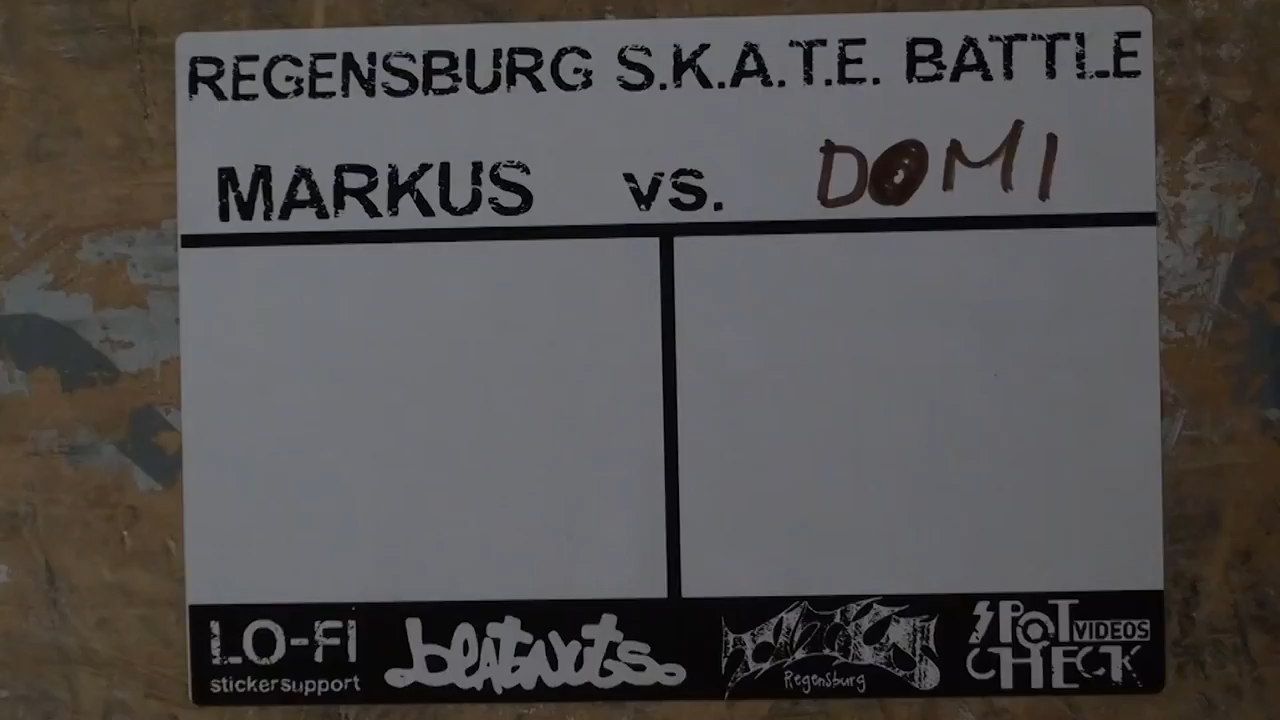 REGENSBURG S.K.A.T.E. BATTLE
MARKUS vs. DOMI
LO-FI
stickersupport
beatnuts.
Regensburg
SPOT
VIDEOS
CHECK